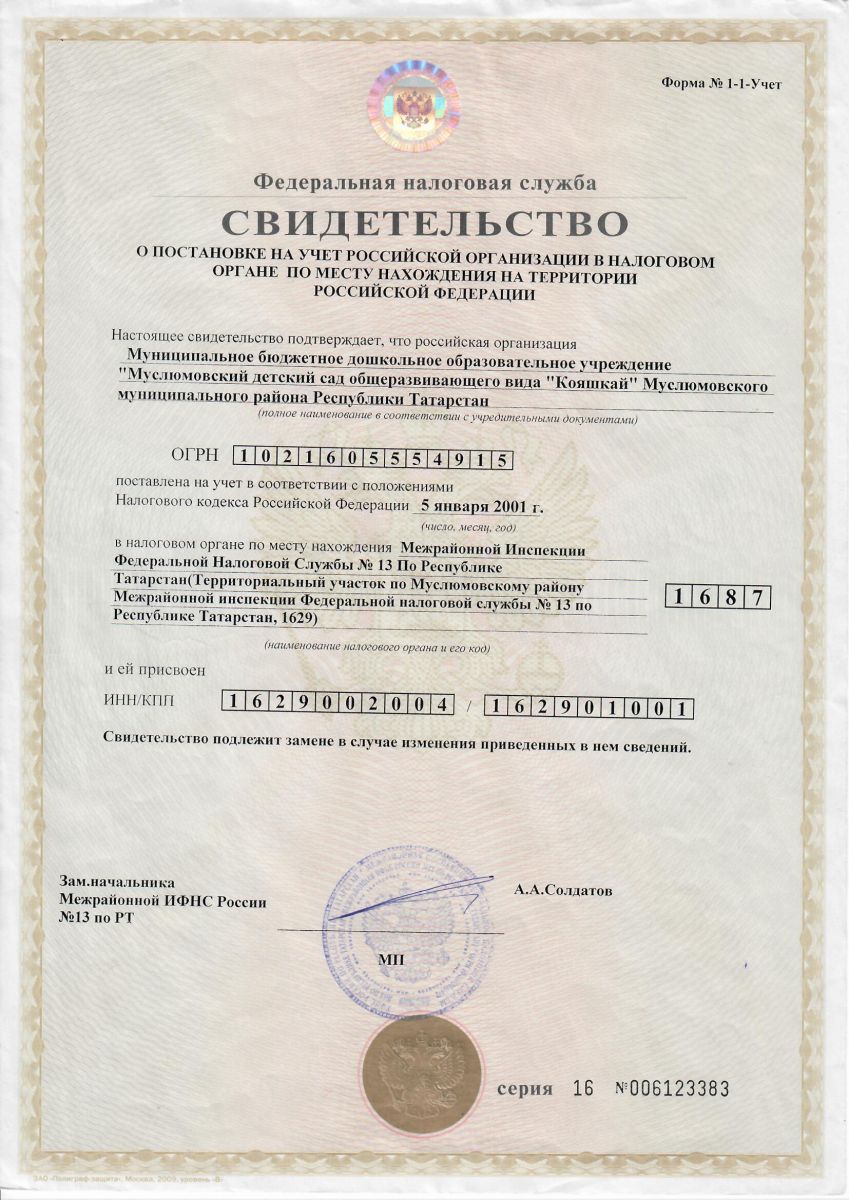 Форма № 1-1-Учет
Федеральная налоговая служба
СВИДЕТЕЛЬСТВО
О ПОСТАНОВКЕ НА УЧЕТ РОССИЙСКОЙ ОРГАНИЗАЦИИ В НАЛОГОВОМ
ОРГАНЕ ПО МЕСТУ НАХОЖДЕНИЯ НА ТЕРРИТОРИИ
РОССИЙСКОЙ ФЕДЕРАЦИИ
Настоящее свидетельство подтверждает, что российская организация
Муниципальное бюджетное дошкольное образовательное учреждение
"Муслюмовский детский сад общеразвивающего вида "Кояшкай" Муслюмовского
муниципального района Республики Татарстан
(полное наименование в соответствии с учредительными документами)
ОГРН 1021605554915
поставлена на учет в соответствии с положениями
Налогового кодекса Российской Федерации 5 января 2001 г.
(число, месяц, год)
в налоговом органе по месту нахождения Межрайонной Инспекции
Федеральной Налоговой Службы № 13 По Республике
Татарстан(Территориальный участок по Муслюмовскому району
Межрайонной инспекции Федеральной налоговой службы № 13 по
Республике Татарстан, 1629)
1687
(наименование налогового органа и его код)
и ей присвоен
ИНН/КПП 1629002004 / 162901001
Свидетельство подлежит замене в случае изменения приведенных в нем сведений.
Зам.начальника
Межрайонной ИФНС России
№13 по РТ
А.А.Солдатов
МП
серия 16 №006123383
ЗАО «Полиграф-защита», Москва, 2009, уровень «В»